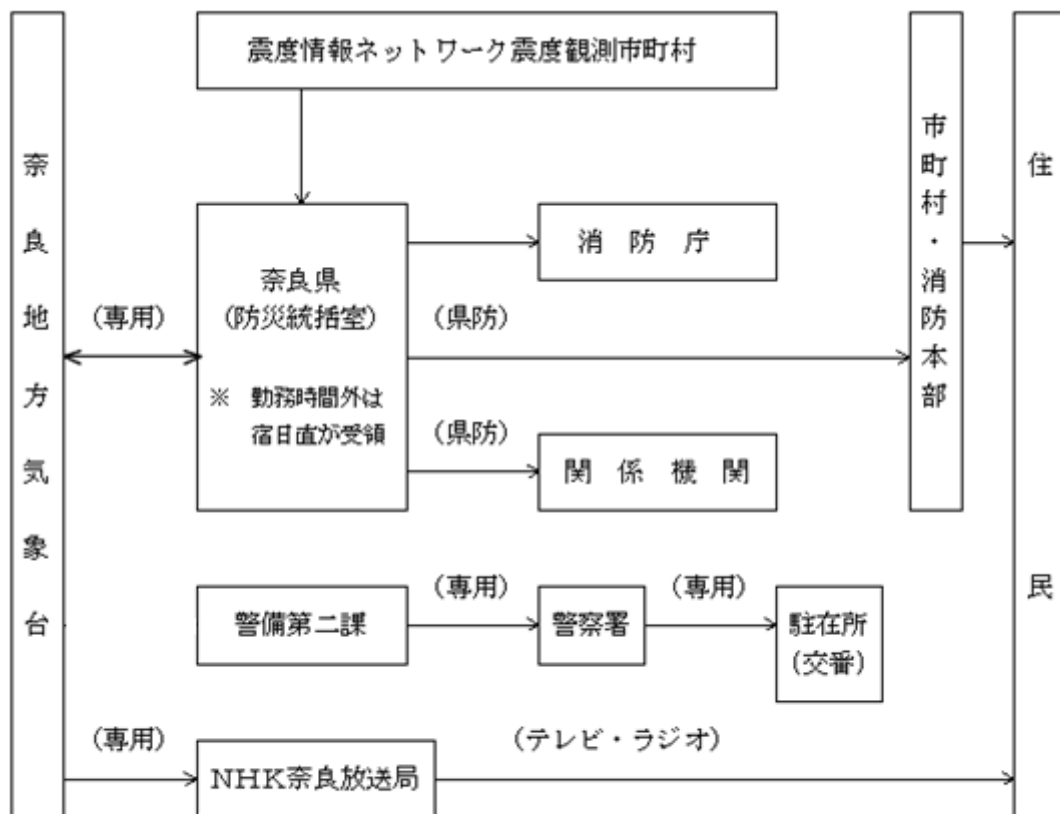 震度情報ネットワーク震度観測市町村
奈良地方気象台
(専用)
奈良県
(防災統括室)
※ 勤務時間外は
宿日直が受領
消防庁
(県防)
(県防)
関係機関
市町村・消防本部
住民
警備第二課
(専用)
警察署
(専用)
駐在所
(交番)
(専用)
NHK奈良放送局
(テレビ・ラジオ)